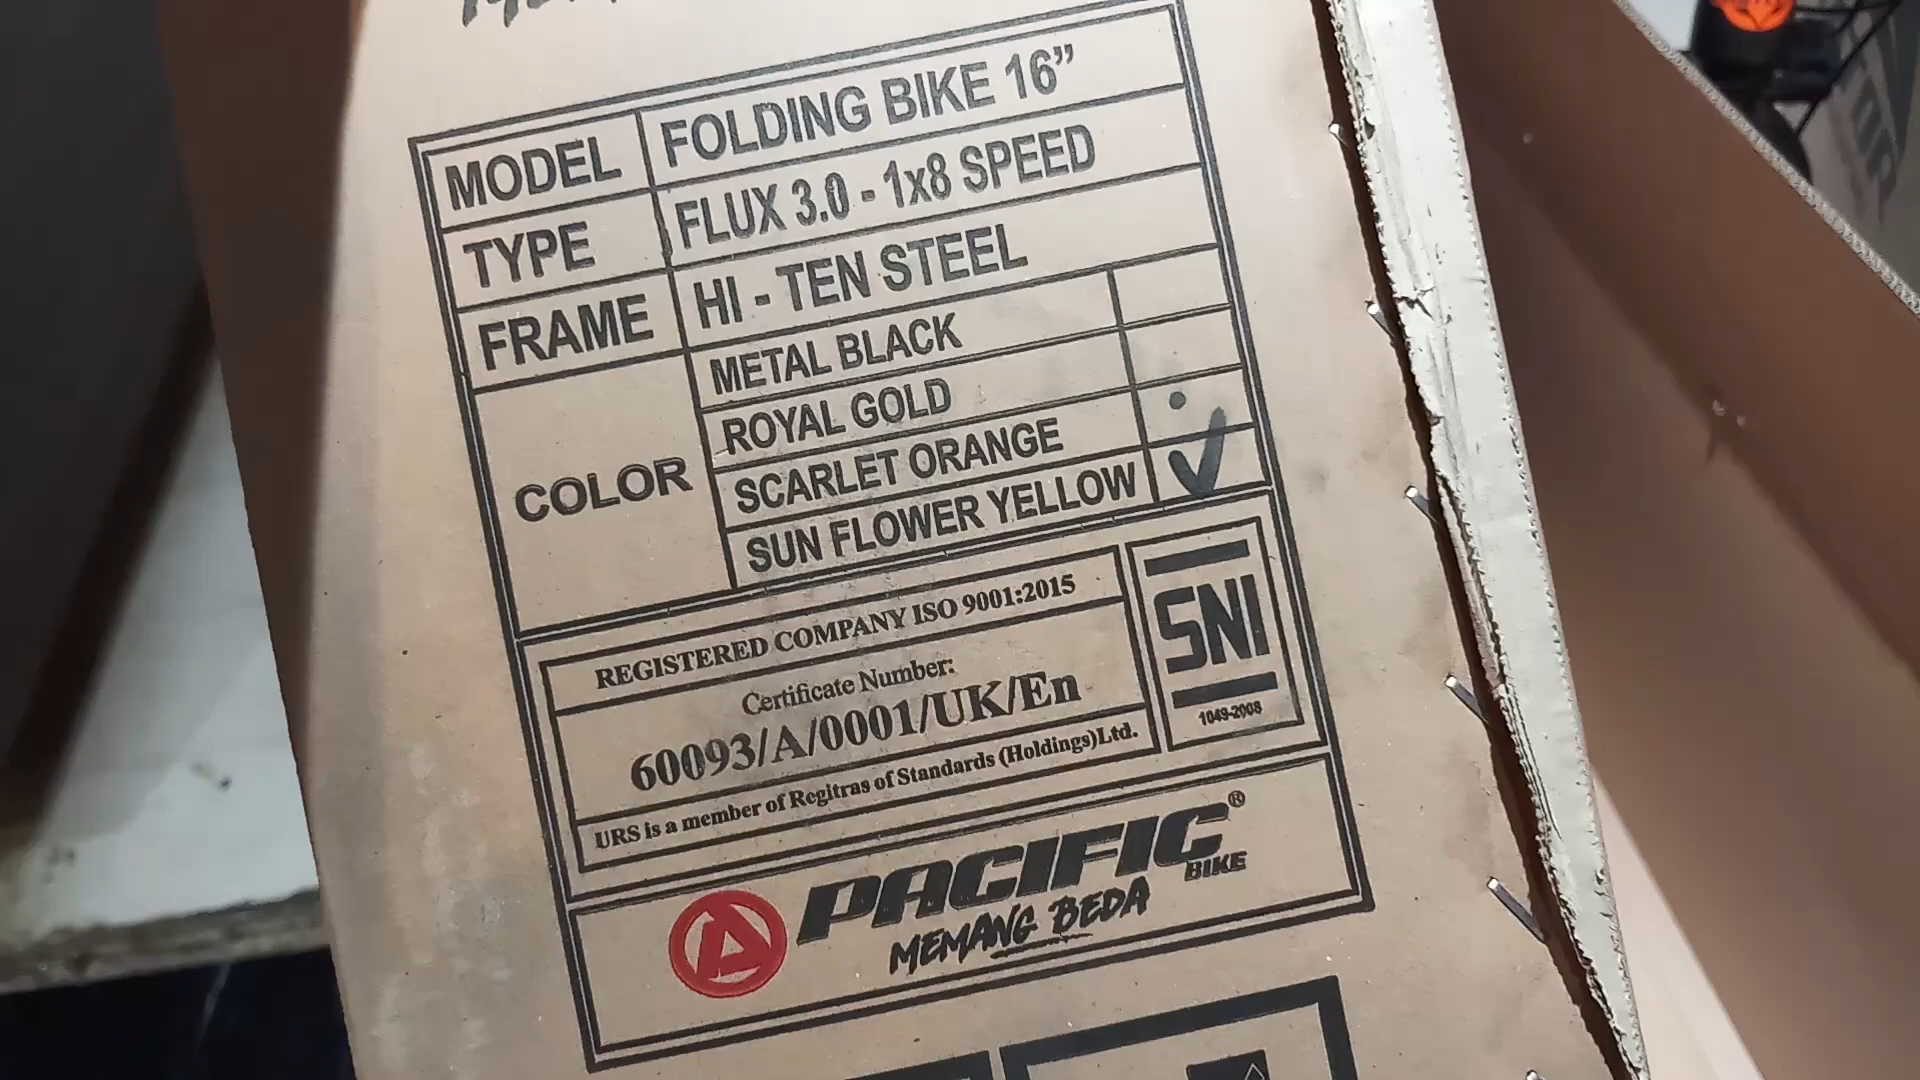 MODEL FOLDING BIKE 16”
TYPE FLUX 3.0 - 1x8 SPEED
FRAME HI - TEN STEEL
COLOR
METAL BLACK
ROYAL GOLD
SCARLET ORANGE
SUN FLOWER YELLOW
REGISTERED COMPANY ISO 9001:2015
Certificate Number:
60093/A/0001/UK/En
URS is a member of Regitras of Standards (Holdings)Ltd.
SNI
1049-2008
PACIFIC®
BIKE
MEMANG BEDA